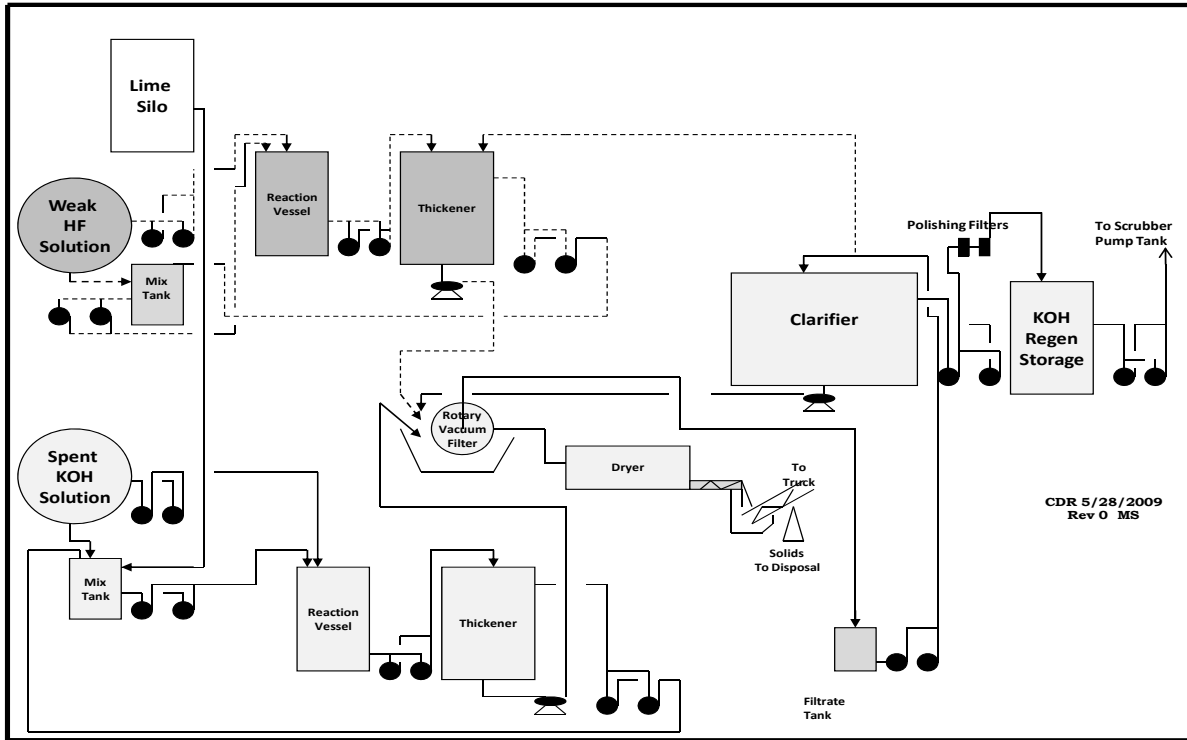 Lime
Silo
Weak
HF
Solution
Mix
Tank
Reaction
Vessel
Thickener
Polishing Filters
To Scrubber
Pump Tank
Clarifier
KOH
Regen
Storage
Rotary
Vacuum
Filter
Dryer
To
Truck
Solids
To Disposal
CDR 5/28/2009
Rev 0 MS
Spent
KOH
Solution
Mix
Tank
Reaction
Vessel
Thickener
Filtrate
Tank